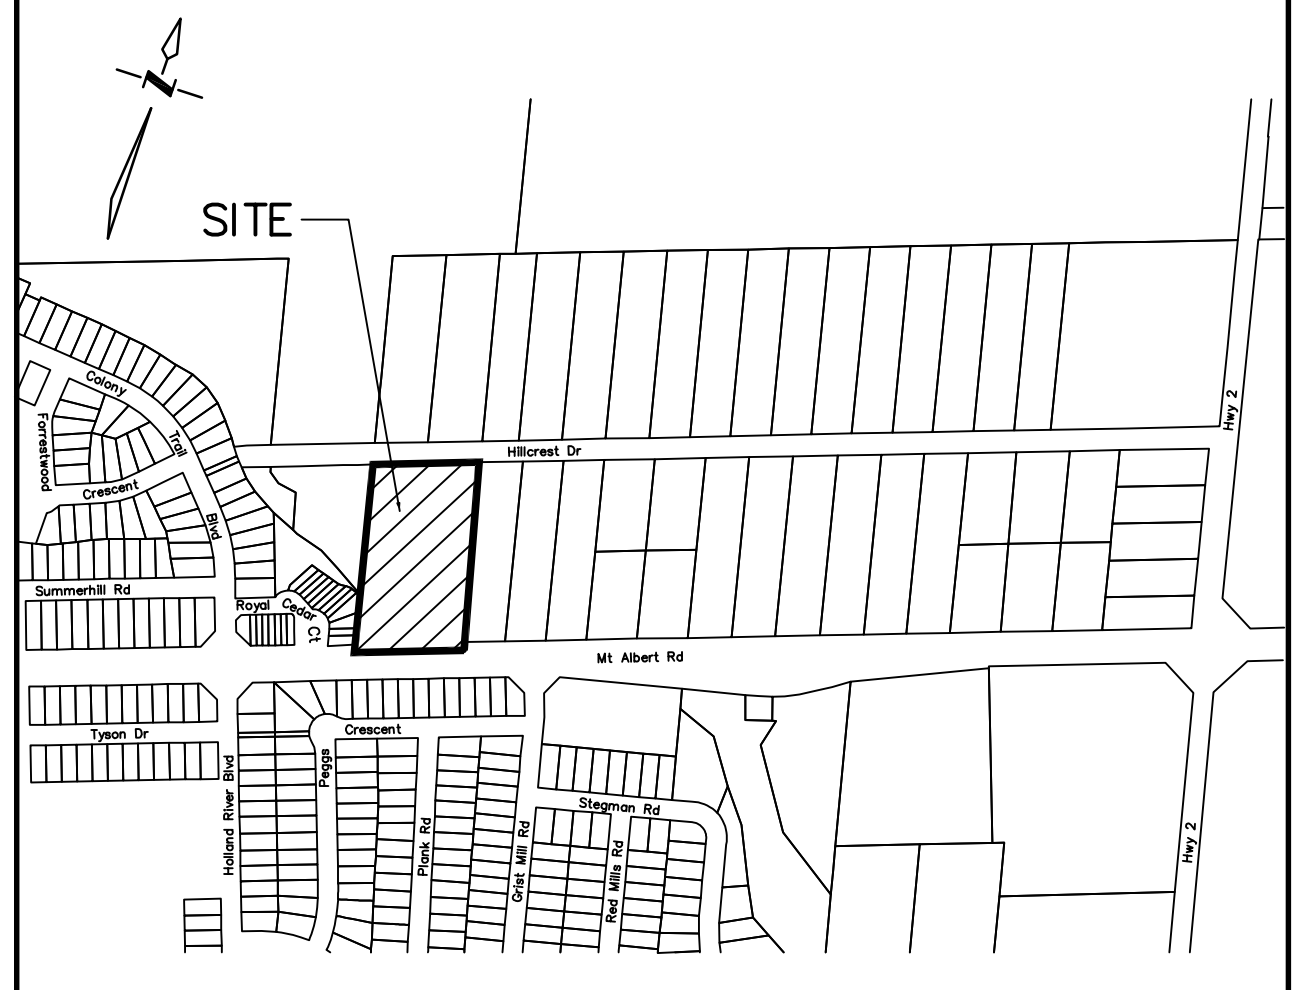 N
SITE
Colony
Trail
Blvd
Forrestwood
Crescent
Hillcrest Dr
Hwy 2
Summerhill Rd
Royal
Cedar
Ct
Mt Albert Rd
Tyson Dr
Crescent
Peggs
Holland River Blvd
Plank Rd
Grist Mill Rd
Stegman Rd
Red Mills Rd
Hwy 2